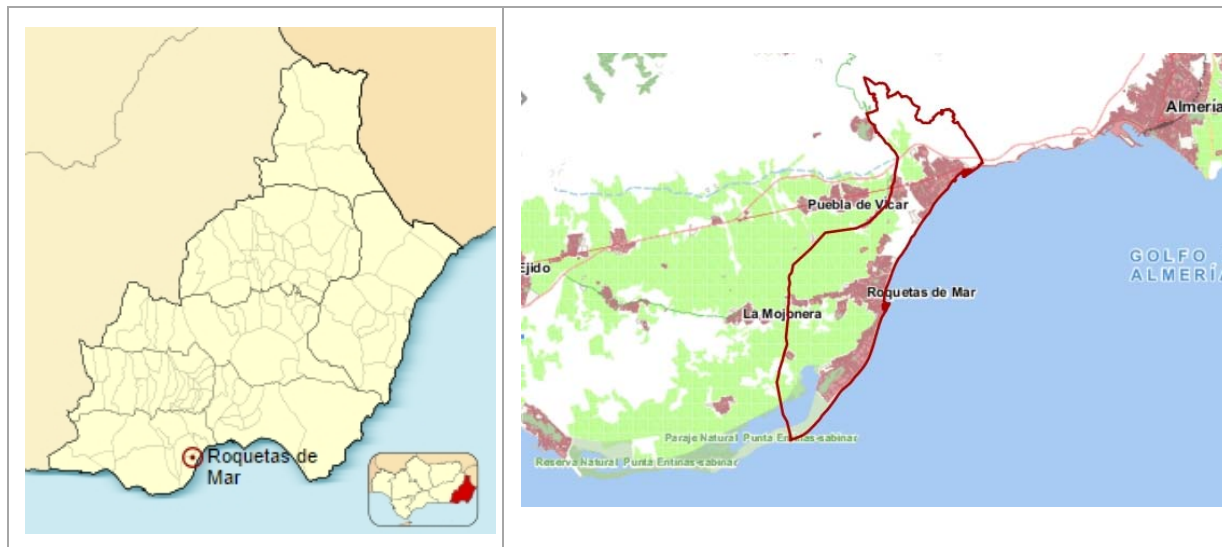 Roquetas de
Mar
Almería
Puebla de Vicar
Ejido
GOLFO
ALMERÍA
Roquetas de Mar
La Mojonera
Paraje Natural Punta Entinas-sabinar
Reserva Natural Punta Entinas-sabinar